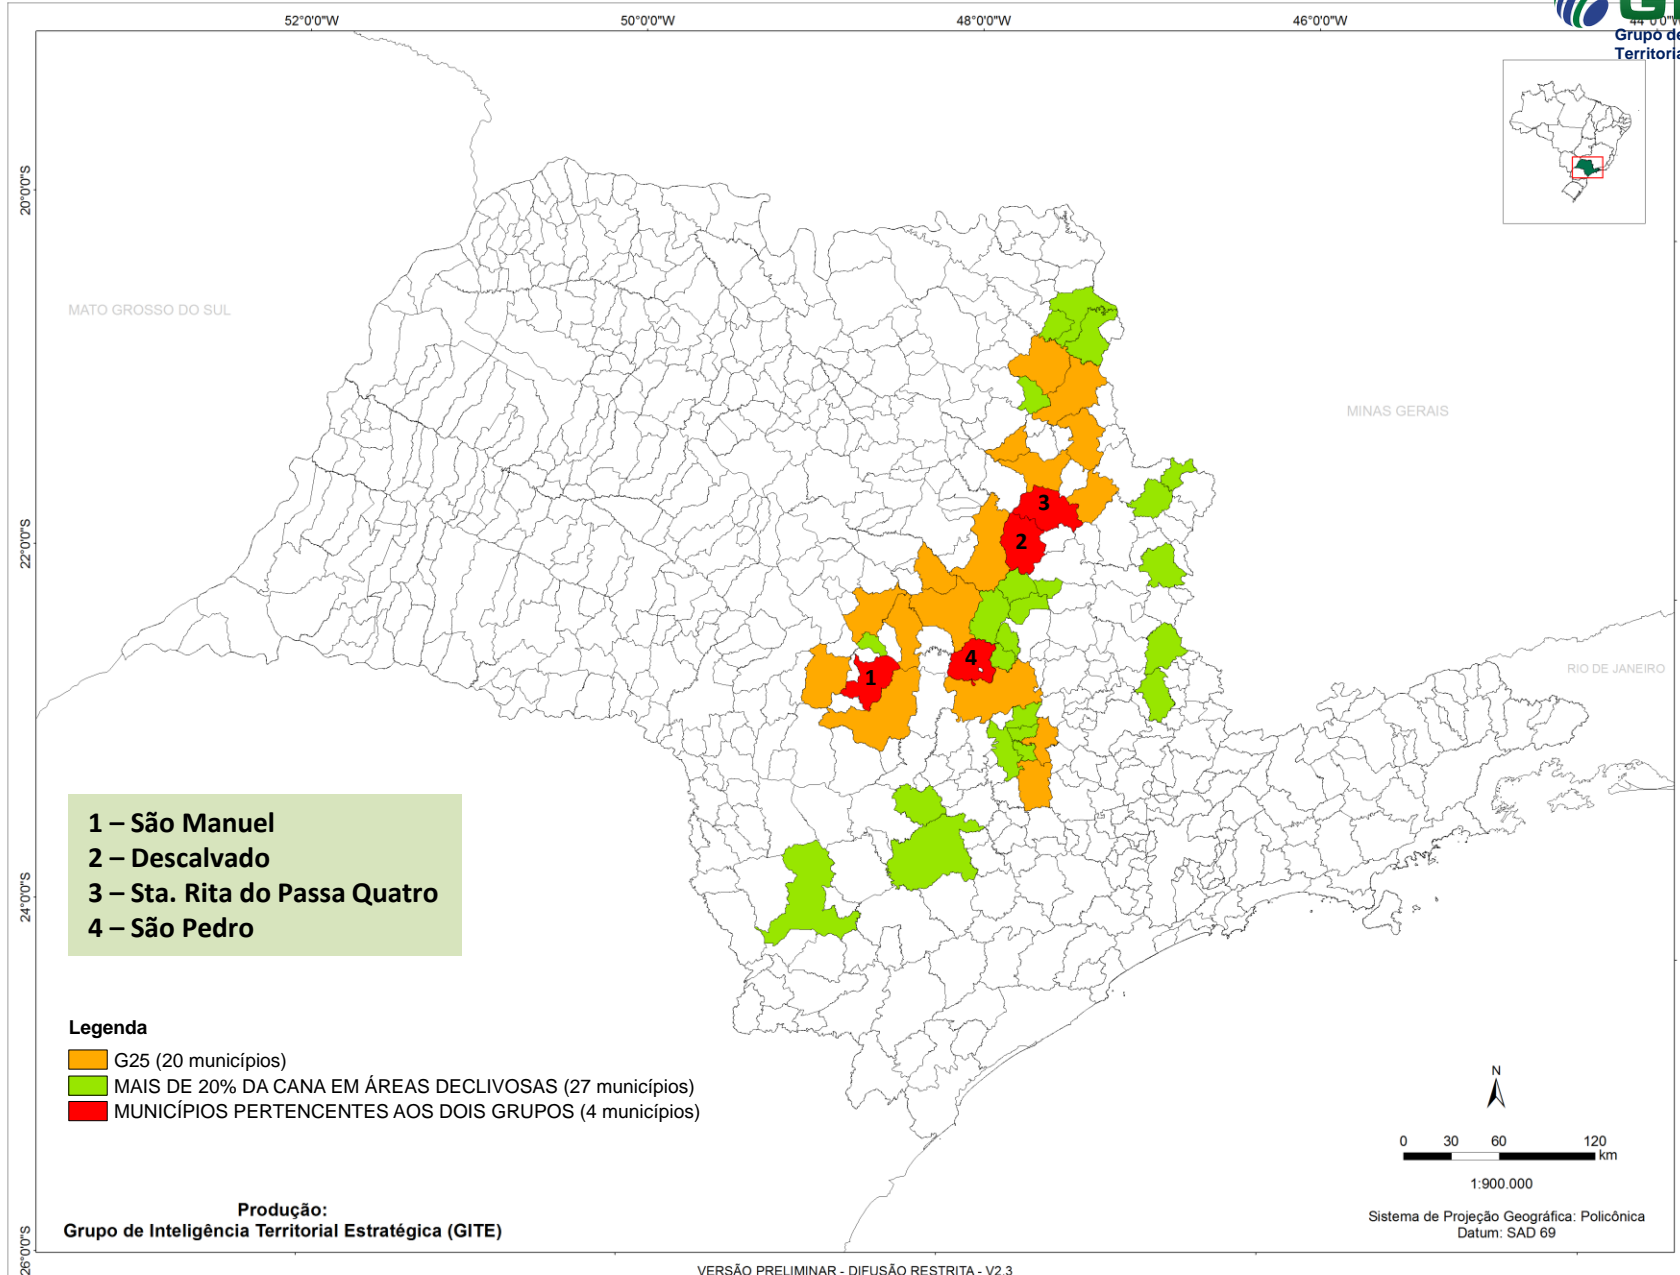 52°0'0"W 50°0'0"W 48°0'0"W 46°0'0"W
Grupo de
Territoria
20°0'0"S
22°0'0"S
24°0'0"S
26°0'0"S
MATO GROSSO DO SUL
MINAS GERAIS
RIO DE JANEIRO
3
2
4
1
1 – São Manuel
2 – Descalvado
3 – Sta. Rita do Passa Quatro
4 – São Pedro
Legenda
G25 (20 municípios)
MAIS DE 20% DA CANA EM ÁREAS DECLIVOSAS (27 municípios)
MUNICÍPIOS PERTENCENTES AOS DOIS GRUPOS (4 municípios)
N
0 30 60 120
km
1:900.000
Sistema de Projeção Geográfica: Policônica
Datum: SAD 69
Produção:
Grupo de Inteligência Territorial Estratégica (GITE)
VERSÃO PRELIMINAR - DIFUSÃO RESTRITA - V2.3